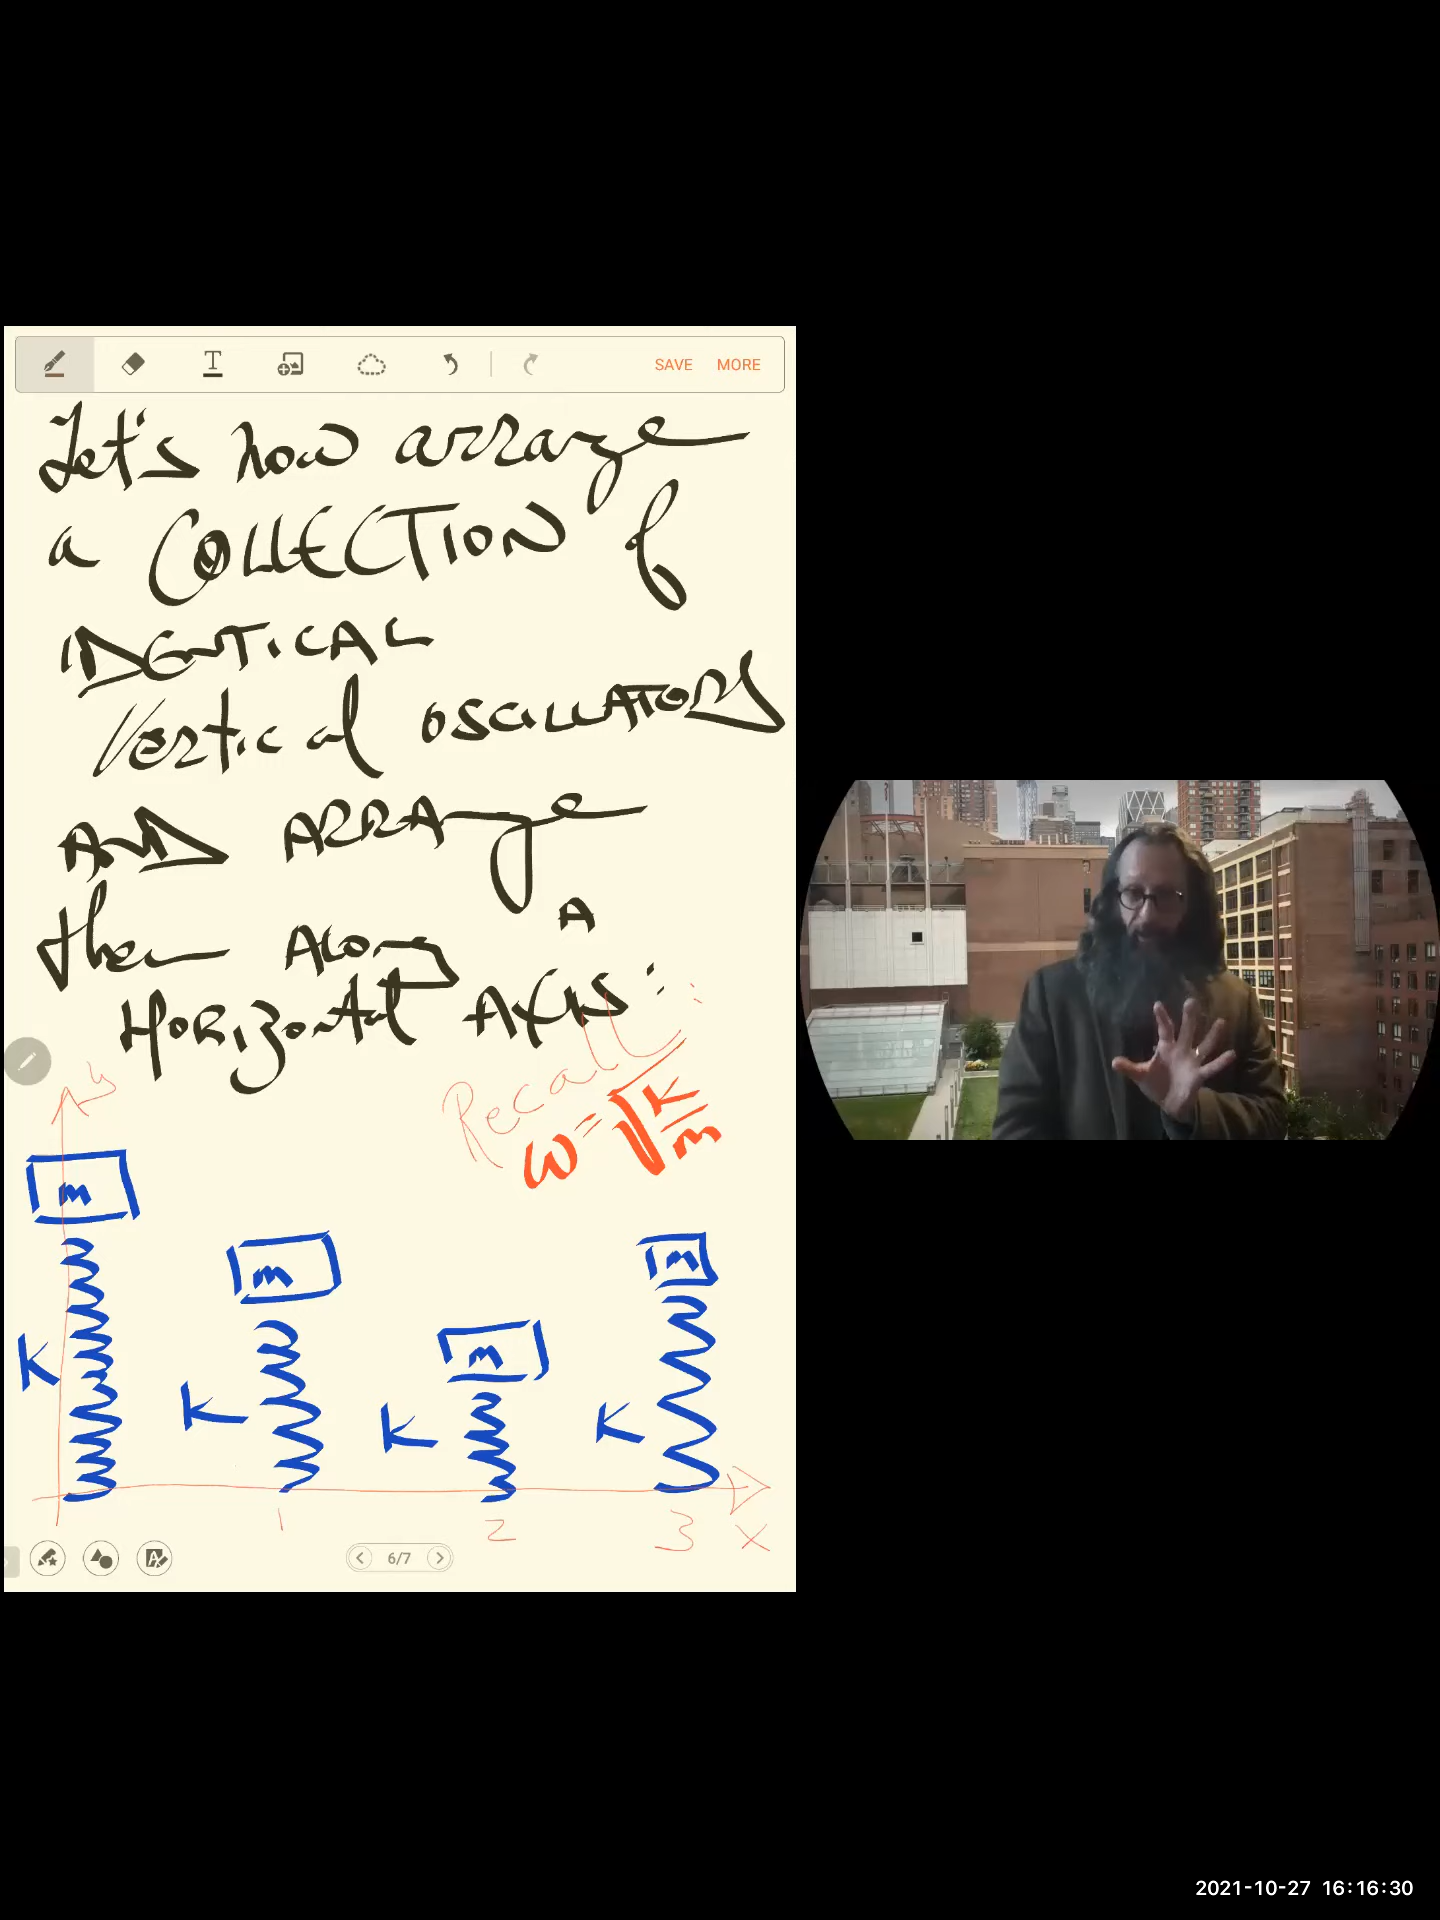 SAVE MORE
Let's now arrange
a COLLECTION of
IDENTICAL
Vertical OSCILLATORY
AND ARRAnge
them Along A
HORIZontal AXIS:
Recall:
ω = √K/m
y
m
m
m
m
K
K
K
K
1 2 3 x
6/7
2021-10-27 16:16:30